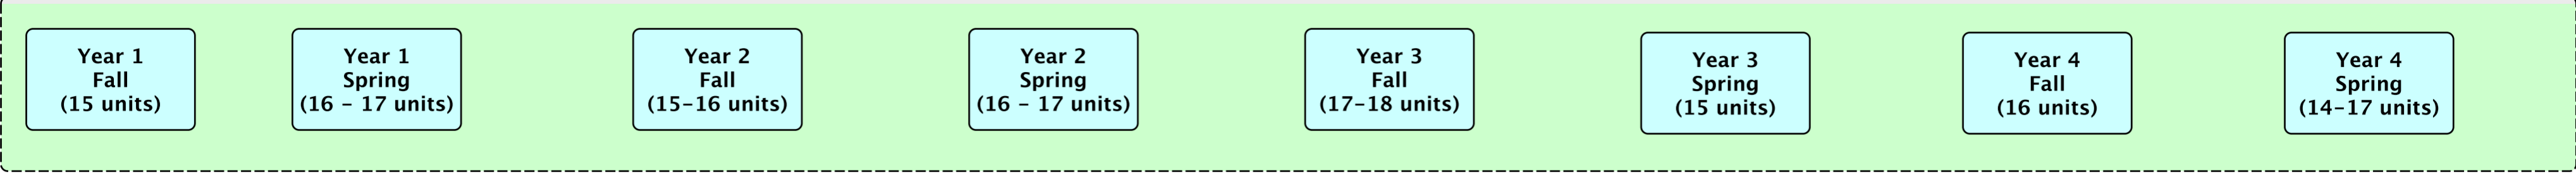 Year 1
Fall
(15 units)
Year 1
Spring
(16 - 17 units)
Year 2
Fall
(15-16 units)
Year 2
Spring
(16 - 17 units)
Year 3
Fall
(17-18 units)
Year 3
Spring
(15 units)
Year 4
Fall
(16 units)
Year 4
Spring
(14-17 units)